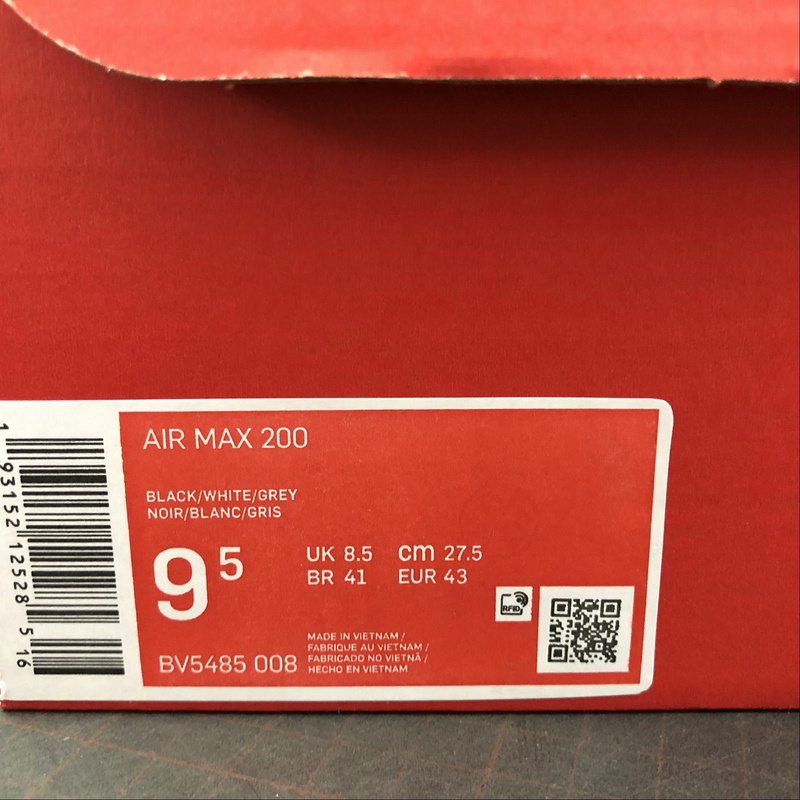 AIR MAX 200
BLACK/WHITE/GREY
NOIR/BLANC/GRIS
9 5
UK 8.5 cm 27.5
BR 41 EUR 43
RFID
BV5485 008
MADE IN VIETNAM /
FABRIQUE AU VIETNAM /
FABRICADO NO VIETNÃ /
HECHO EN VIETNAM
1 93152 12528 5 16